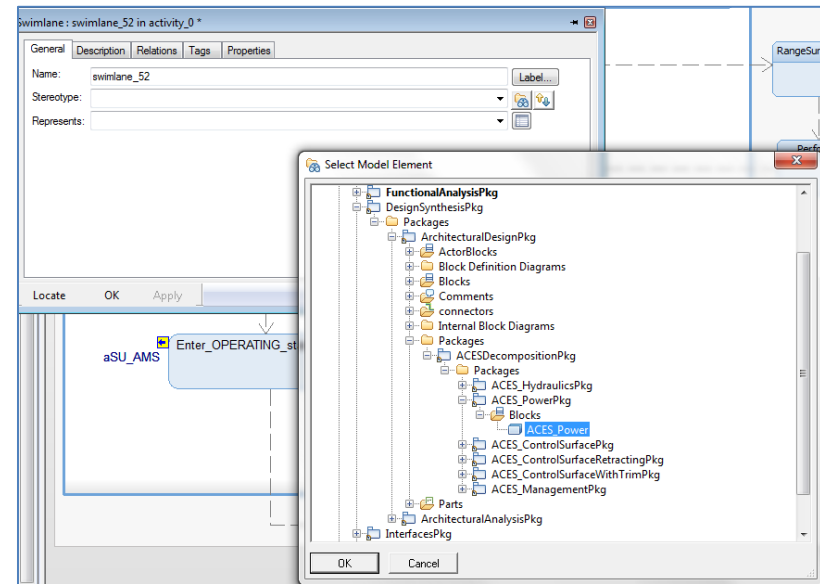 Swimlane : swimlane_52 in activity_0 *
General Description Relations Tags Properties
Name: swimlane_52 Label...
Stereotype:
Represents:
Locate OK Apply
RangeSur
Perfo
aSU_AMS
Enter_OPERATING_st
Select Model Element
FunctionalAnalysisPkg
DesignSynthesisPkg
Packages
ArchitecturalDesignPkg
ActorBlocks
Block Definition Diagrams
Blocks
Comments
connectors
Internal Block Diagrams
Packages
ACESDecompositionPkg
Packages
ACES_HydraulicsPkg
ACES_PowerPkg
Blocks
ACES_Power
ACES_ControlSurfacePkg
ACES_ControlSurfaceRetractingPkg
ACES_ControlSurfaceWithTrimPkg
ACES_ManagementPkg
Parts
ArchitecturalAnalysisPkg
InterfacesPkg
OK Cancel